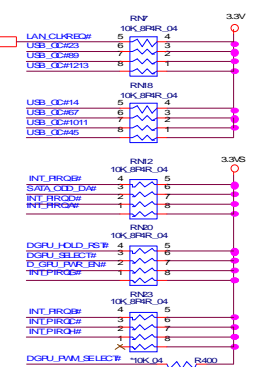 RN7 3.3V
10K_8P4R_04
LAN_CLKREQ# 5 4
USB_OC#23 6 3
USB_OC#89 7 2
USB_OC#1213 8 1
RN18
10K_8P4R_04
USB_OC#14 5 4
USB_OC#67 6 3
USB_OC#1011 7 2
USB_OC#45 8 1
RN12 3.3VS
10K_8P4R_04
INT_PIRQE# 4 5
SATA_ODD_DA# 3 6
INT_PIRQD# 2 7
INT_PIRQA# 1 8
RN20
10K_8P4R_04
DGPU_HOLD_RST# 4 5
DGPU_SELECT# 3 6
D_GPU_PWR_EN# 2 7
INT_PIRQG# 1 8
RN23
10K_8P4R_04
INT_PIRQB# 4 5
INT_PIRQC# 3 6
INT_PIRQH# 2 7
1 8
DGPU_PWM_SELECT# *10K_04 R400